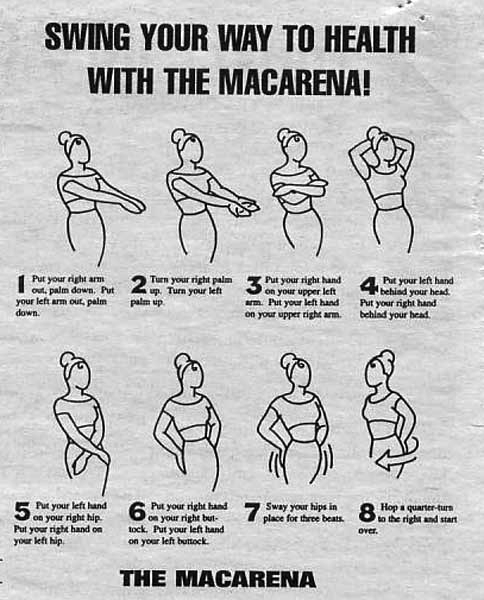 SWING YOUR WAY TO HEALTH
WITH THE MACARENA!
1 Put your right arm
out, palm down. Put
your left arm out, palm
down.
2 Turn your right palm
up. Turn your left
palm up.
3 Put your right hand
on your upper left
arm. Put your left hand
on your upper right arm.
4 Put your left hand
behind your head.
Put your right hand
behind your head.
5 Put your left hand
on your right hip.
Put your right hand on
your left hip.
6 Put your right hand
on your right but-
tock. Put your left hand
on your left buttock.
7 Sway your hips in
place for three beats.
8 Hop a quarter-turn
to the right and start
over.
THE MACARENA